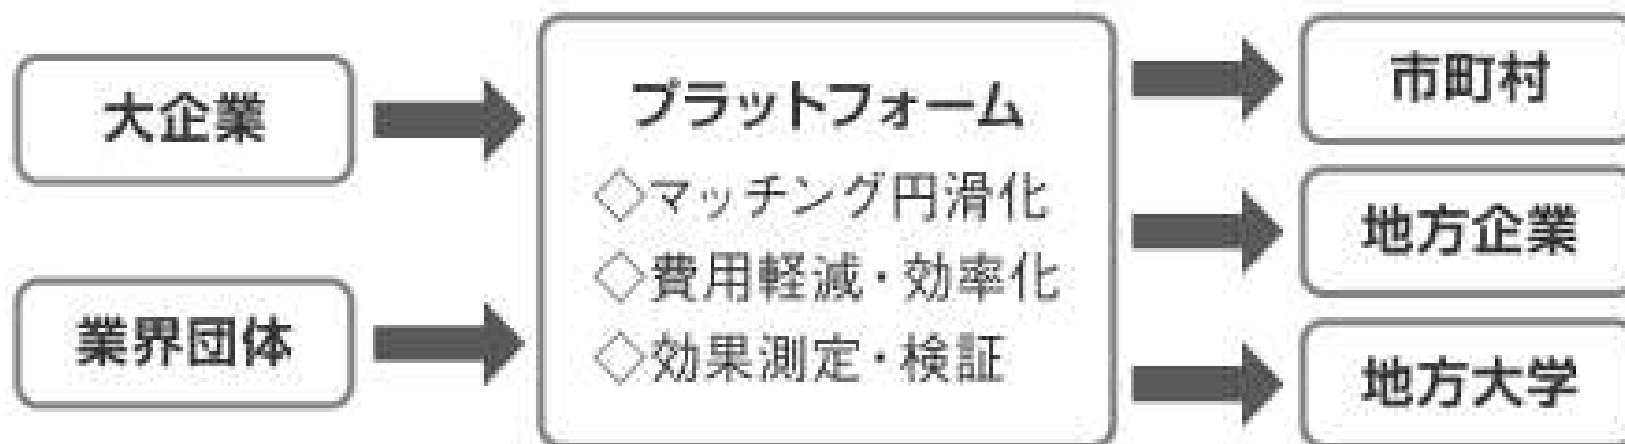 大企業
業界団体
プラットフォーム
◇マッチング円滑化
◇費用軽減・効率化
◇効果測定・検証
市町村
地方企業
地方大学